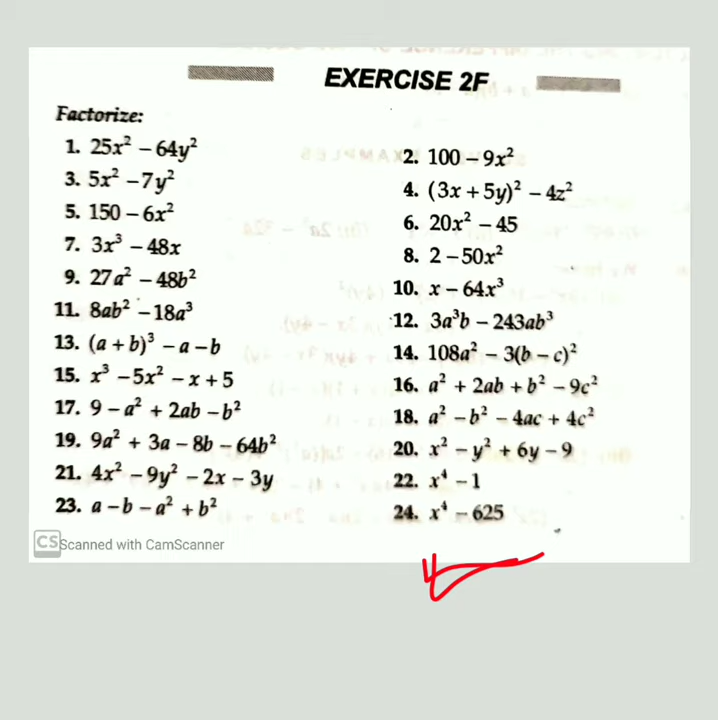 EXERCISE 2F
Factorize:
1. 25x² – 64y²
2. 100 – 9x²
3. 5x² – 7y²
4. (3x + 5y)² – 4z²
5. 150 – 6x²
6. 20x² – 45
7. 3x³ – 48x
8. 2 – 50x²
9. 27a² – 48b²
10. x – 64x³
11. 8ab² – 18a³
12. 3a³b – 243ab³
13. (a + b)³ – a – b
14. 108a² – 3(b – c)²
15. x³ – 5x² – x + 5
16. a² + 2ab + b² – 9c²
17. 9 – a² + 2ab – b²
18. a² – b² – 4ac + 4c²
19. 9a² + 3a – 8b – 64b²
20. x² – y² + 6y – 9
21. 4x² – 9y² – 2x – 3y
22. x⁴ – 1
23. a – b – a² + b²
24. x⁴ – 625
CS Scanned with CamScanner